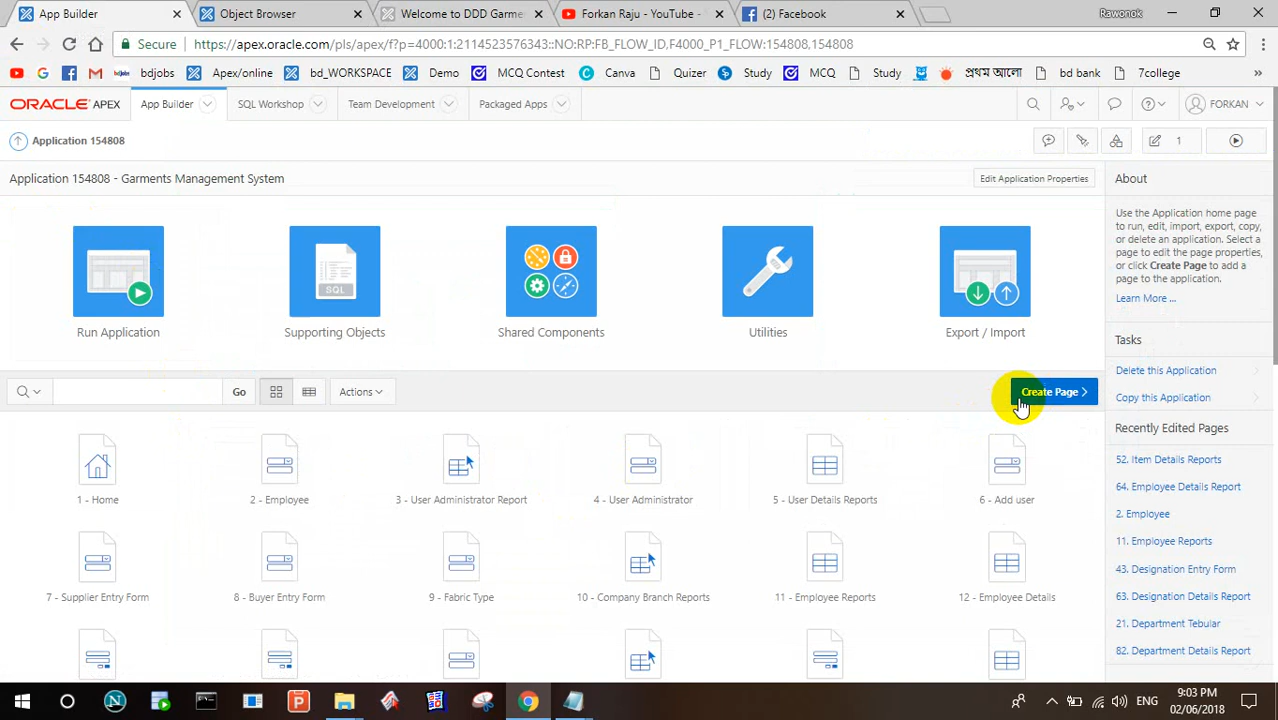 App Builder
Object Browser
Welcome to DDD Garme
Forkan Raju - YouTube -
(2) Facebook
Rawonok
Secure
https://apex.oracle.com/pls/apex/f?p=4000:1:2114523576343::NO:RP:FB_FLOW_ID,F4000_P1_FLOW:154808,154808
bdjobs Apex/online bd_WORKSPACE Demo MCQ Contest Canva Quizer Study MCQ Study প্রথম আলো bd bank 7college
ORACLE APEX App Builder SQL Workshop Team Development Packaged Apps FORKAN
Application 154808 1
Application 154808 - Garments Management System Edit Application Properties
About
Use the Application home page
to run, edit, import, export, copy,
or delete an application. Select a
page to edit the page properties,
or click Create Page to add a
page to the application.
Learn More ...
SQL
Run Application Supporting Objects Shared Components Utilities Export / Import
Tasks
Delete this Application
Copy this Application
Go Actions Create Page
Recently Edited Pages
52. Item Details Reports
64. Employee Details Report
2. Employee
11. Employee Reports
43. Designation Entry Form
63. Designation Details Report
21. Department Tebular
82. Department Details Report
1 - Home 2 - Employee 3 - User Administrator Report 4 - User Administrator 5 - User Details Reports 6 - Add user
7 - Supplier Entry Form 8 - Buyer Entry Form 9 - Fabric Type 10 - Company Branch Reports 11 - Employee Reports 12 - Employee Details
ENG
9:03 PM
02/06/2018